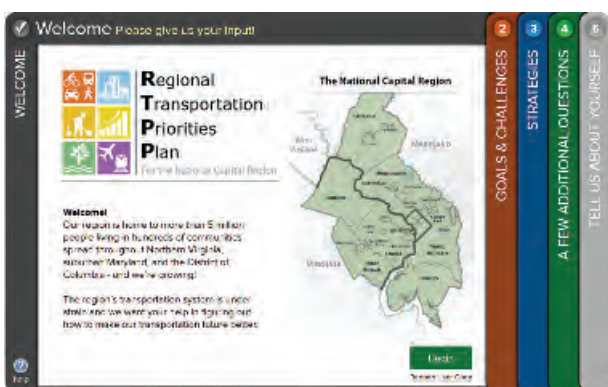 Welcome Please give us your input!
WELCOME
Regional
Transportation
Priorities
Plan
For the National Capital Region
The National Capital Region
West
Virginia
Maryland
Virginia
Welcome!
Our region is home to more than 5 million
people living in hundreds of communities
spread throughout Northern Virginia,
suburban Maryland, and the District of
Columbia - and we're growing!
The region's transportation system is under
strain and we want your help in figuring out
how to make our transportation future better.
Begin
help
2
GOALS & CHALLENGES
3
STRATEGIES
4
A FEW ADDITIONAL QUESTIONS
5
TELL US ABOUT YOURSELF